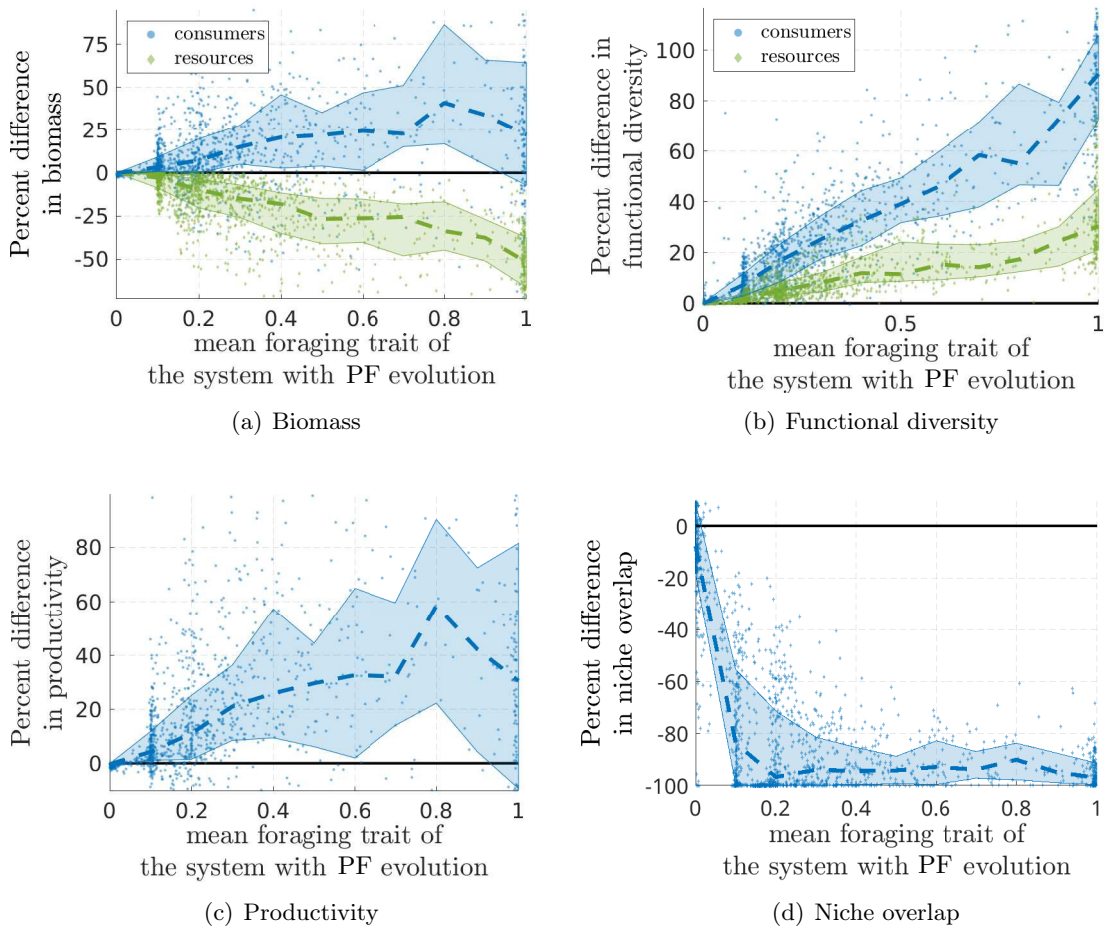 consumers
resources
75
50
25
0
-25
-50
0
0.2
0.4
0.6
0.8
1
Percent difference
in biomass
mean foraging trait of
the system with PF evolution
(a) Biomass
consumers
resources
100
80
60
40
20
0
0
0.5
1
Percent difference in
functional diversity
mean foraging trait of
the system with PF evolution
(b) Functional diversity
80
60
40
20
0
0
0.2
0.4
0.6
0.8
1
Percent difference
in productivity
mean foraging trait of
the system with PF evolution
(c) Productivity
0
-20
-40
-60
-80
-100
0
0.2
0.4
0.6
0.8
1
Percent difference
in niche overlap
mean foraging trait of
the system with PF evolution
(d) Niche overlap